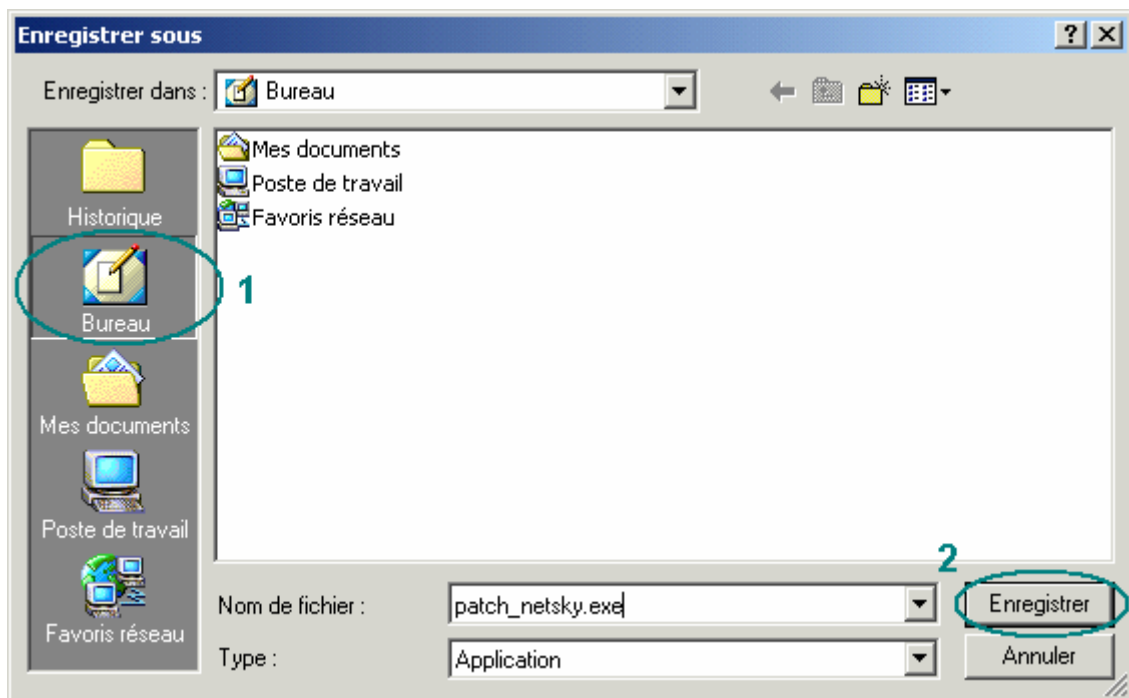 Enregistrer sous
Enregistrer dans : Bureau
Mes documents
Poste de travail
Favoris réseau
Historique
Bureau
1
Mes documents
Poste de travail
Favoris réseau
2
Nom de fichier : patch_netsky.exe Enregistrer
Type : Application Annuler